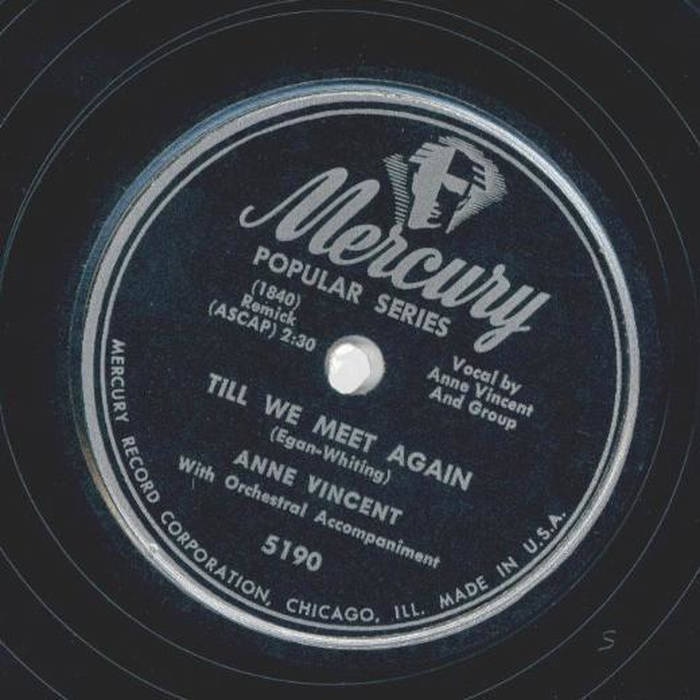 Mercury
POPULAR SERIES
(1840)
Remick
(ASCAP) 2:30
Vocal by
Anne Vincent
And Group
TILL WE MEET AGAIN
(Egan-Whiting)
ANNE VINCENT
With Orchestral Accompaniment
5190
MERCURY RECORD CORPORATION, CHICAGO, ILL. MADE IN U.S.A.
S